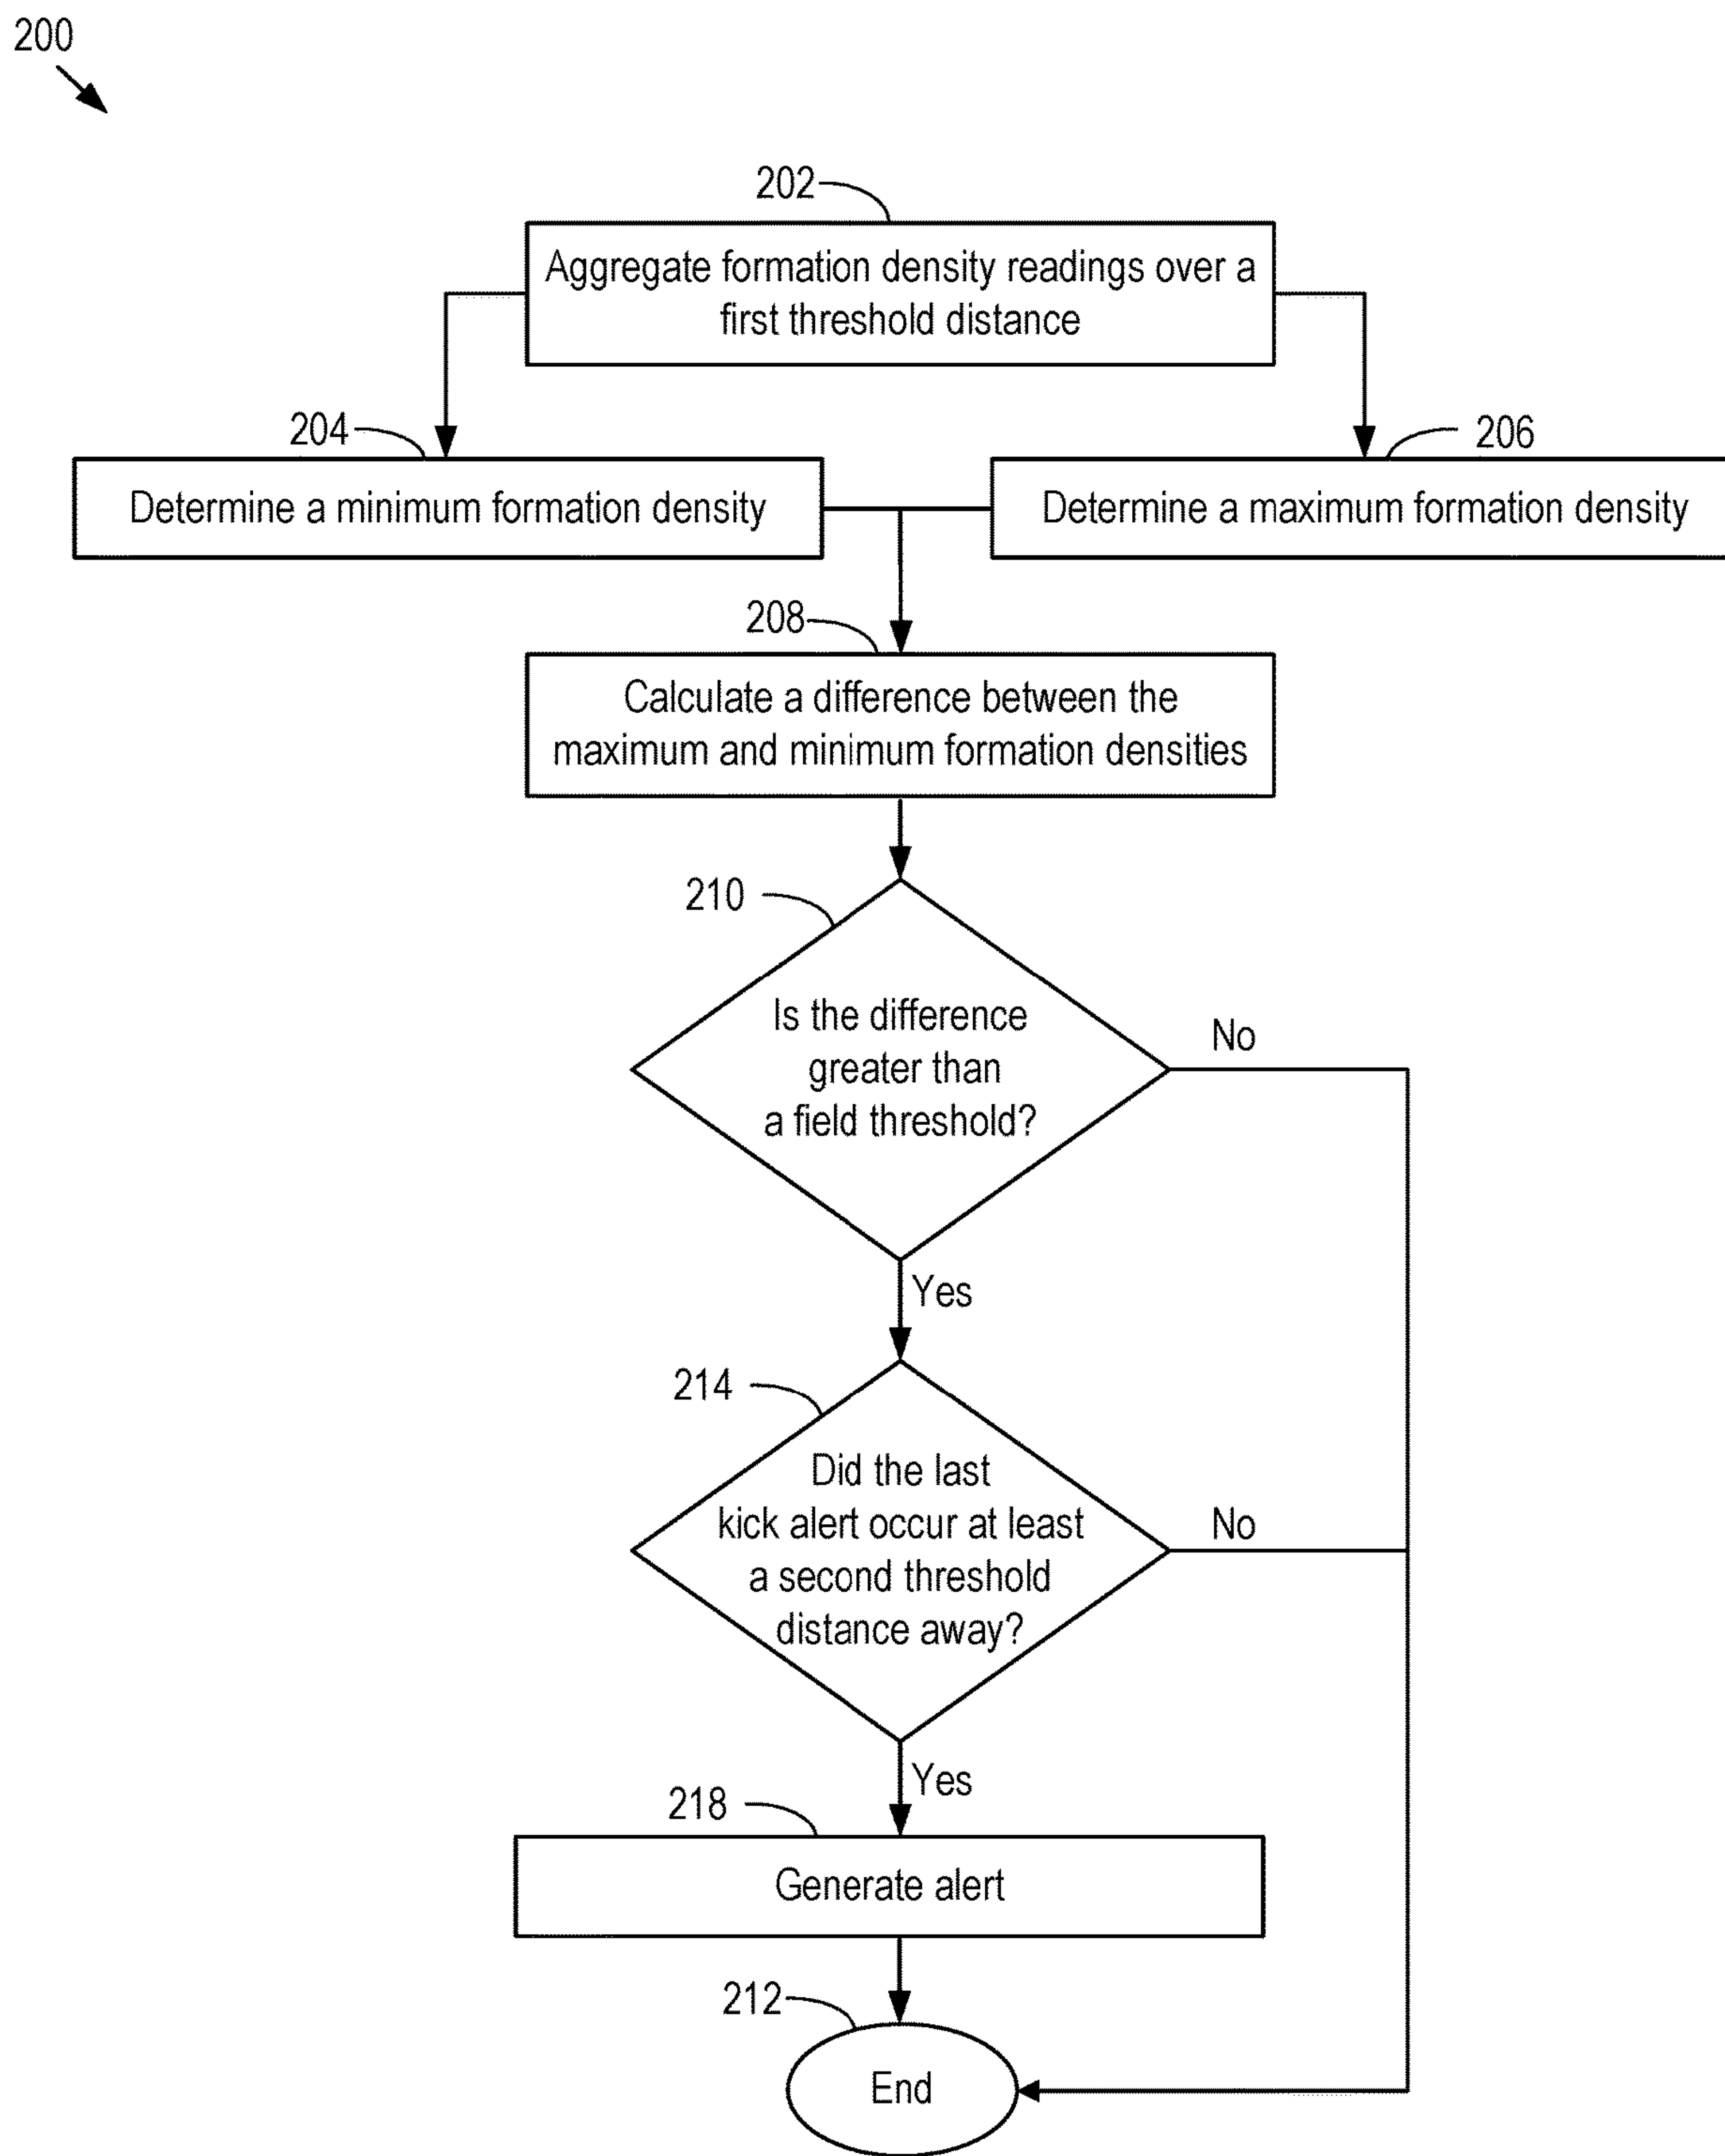 200
202
Aggregate formation density readings over a
first threshold distance
204
206
Determine a minimum formation density
Determine a maximum formation density
208
Calculate a difference between the
maximum and minimum formation densities
210
Is the difference
greater than
a field threshold?
No
Yes
214
Did the last
kick alert occur at least
a second threshold
distance away?
No
Yes
218
Generate alert
212
End